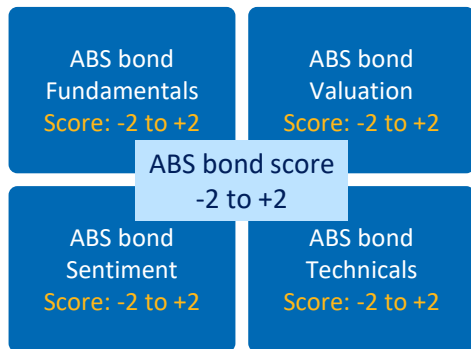 ABS bond
Fundamentals
Score: -2 to +2
ABS bond
Valuation
Score: -2 to +2
ABS bond score
-2 to +2
ABS bond
Sentiment
Score: -2 to +2
ABS bond
Technicals
Score: -2 to +2